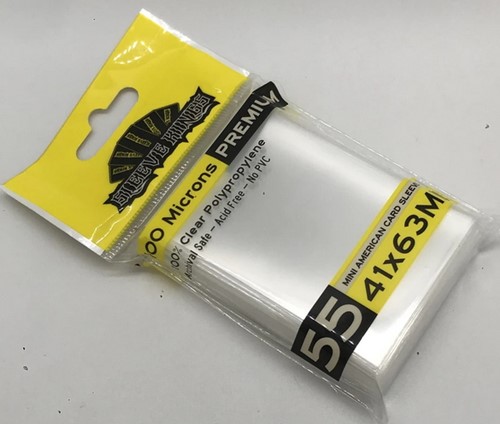 SLEEVE KINGS
00 Microns PREMIUM
00% Clear Polypropylene
Archival Safe – Acid Free – No PVC
55
MINI AMERICAN CARD SLEEV
41x63M